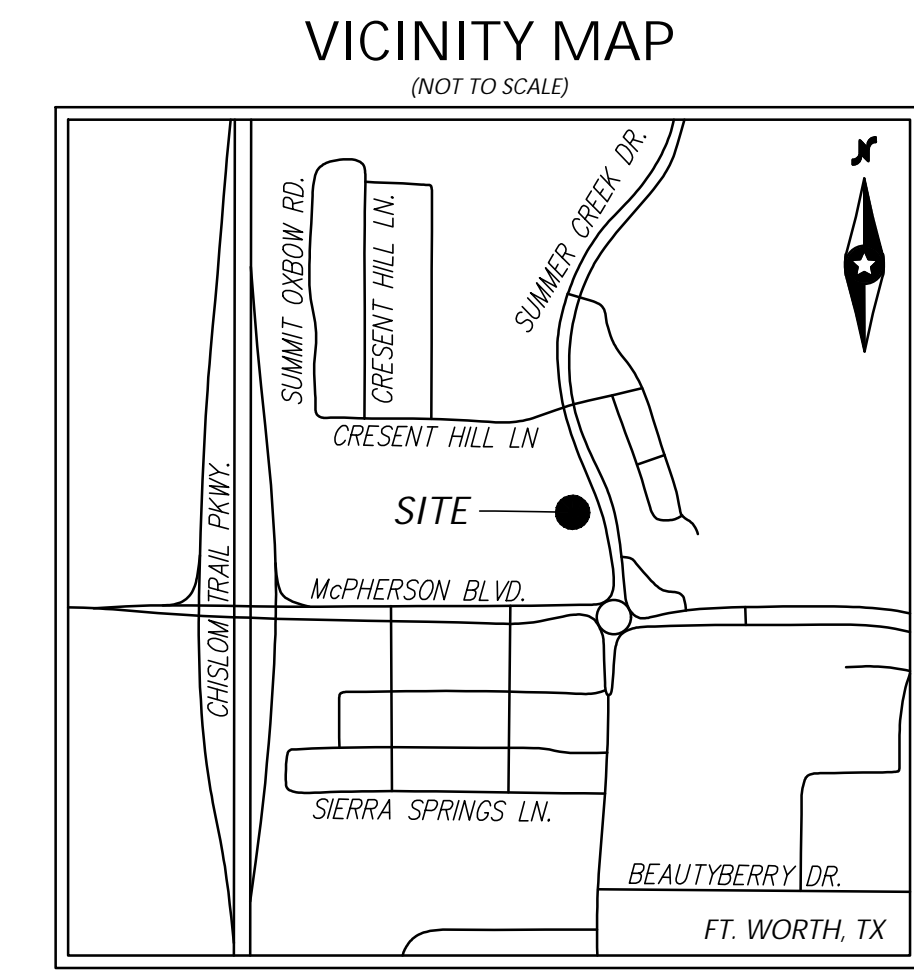 VICINITY MAP
(NOT TO SCALE)
N
SUMMER CREEK DR.
SUMMIT OXBOW RD.
CRESENT HILL LN.
CRESENT HILL LN
CHISLOM TRAIL PKWY.
SITE
McPHERSON BLVD.
SIERRA SPRINGS LN.
BEAUTYBERRY DR.
FT. WORTH, TX